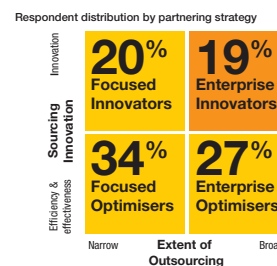 Respondent distribution by partnering strategy
Innovation
20%
Focused
Innovators
19%
Enterprise
Innovators
Sourcing
Innovation
34%
Focused
Optimisers
27%
Enterprise
Optimisers
Efficiency &
effectiveness
Narrow
Extent of
Outsourcing